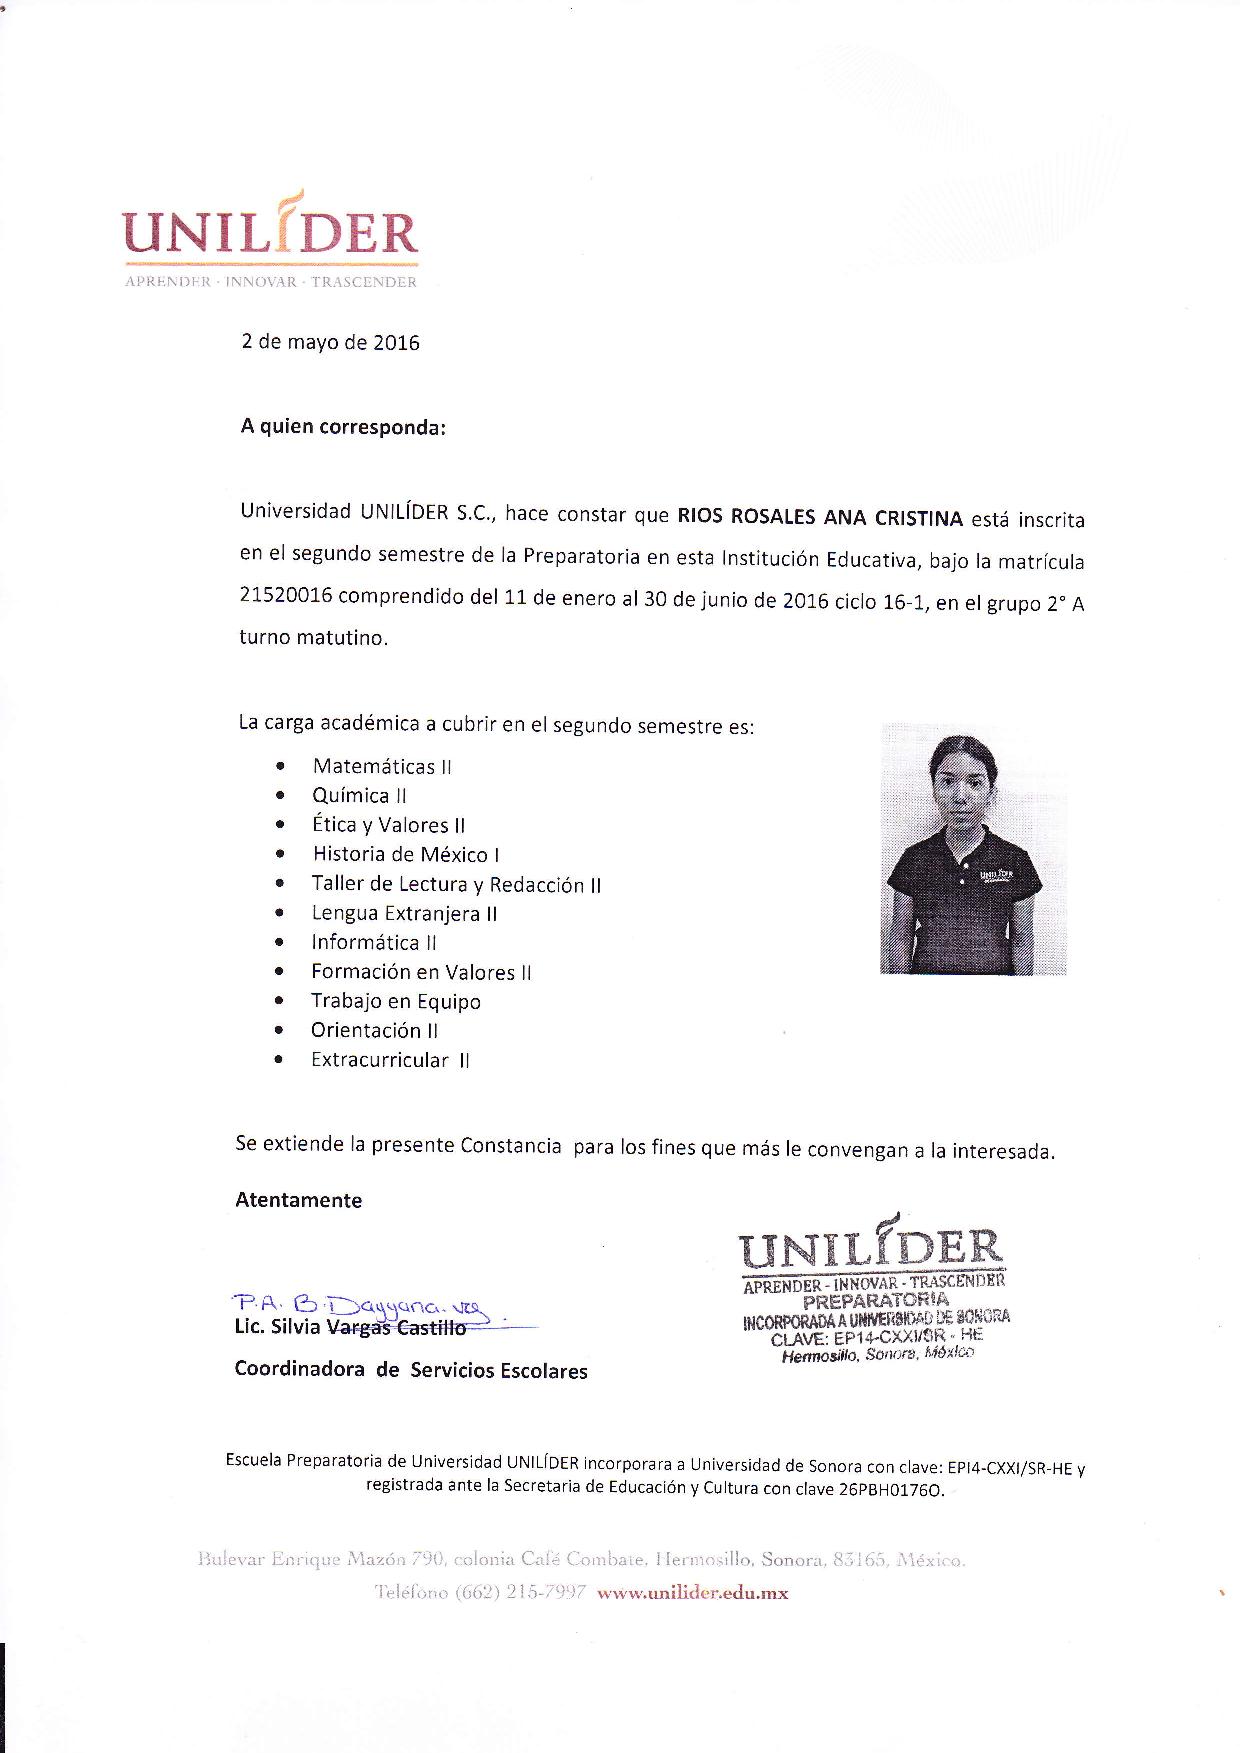 UNILÍDER
APRENDER · INNOVAR · TRASCENDER
2 de mayo de 2016
A quien corresponda:
Universidad UNILÍDER S.C., hace constar que RIOS ROSALES ANA CRISTINA está inscrita
en el segundo semestre de la Preparatoria en esta Institución Educativa, bajo la matrícula
21520016 comprendido del 11 de enero al 30 de junio de 2016 ciclo 16-1, en el grupo 2° A
turno matutino.
La carga académica a cubrir en el segundo semestre es:
• Matemáticas II
• Química II
• Ética y Valores II
• Historia de México I
• Taller de Lectura y Redacción II
• Lengua Extranjera II
• Informática II
• Formación en Valores II
• Trabajo en Equipo
• Orientación II
• Extracurricular II
UNILÍDER
Se extiende la presente Constancia para los fines que más le convengan a la interesada.
Atentamente
P.A. B. Dayyana
Lic. Silvia Vargas Castillo
Coordinadora de Servicios Escolares
UNILÍDER
APRENDER - INNOVAR - TRASCENDER
PREPARATORIA
INCORPORADA A UNIVERSIDAD DE SONORA
CLAVE: EP14-CXXI/SR - HE
Hermosillo, Sonora, México
Escuela Preparatoria de Universidad UNILÍDER incorporara a Universidad de Sonora con clave: EPI4-CXXI/SR-HE y
registrada ante la Secretaria de Educación y Cultura con clave 26PBH0176O.
Bulevar Enrique Mazón 790, colonia Café Combate, Hermosillo, Sonora, 83165, México.
Teléfono (662) 215-7997 www.unilider.edu.mx